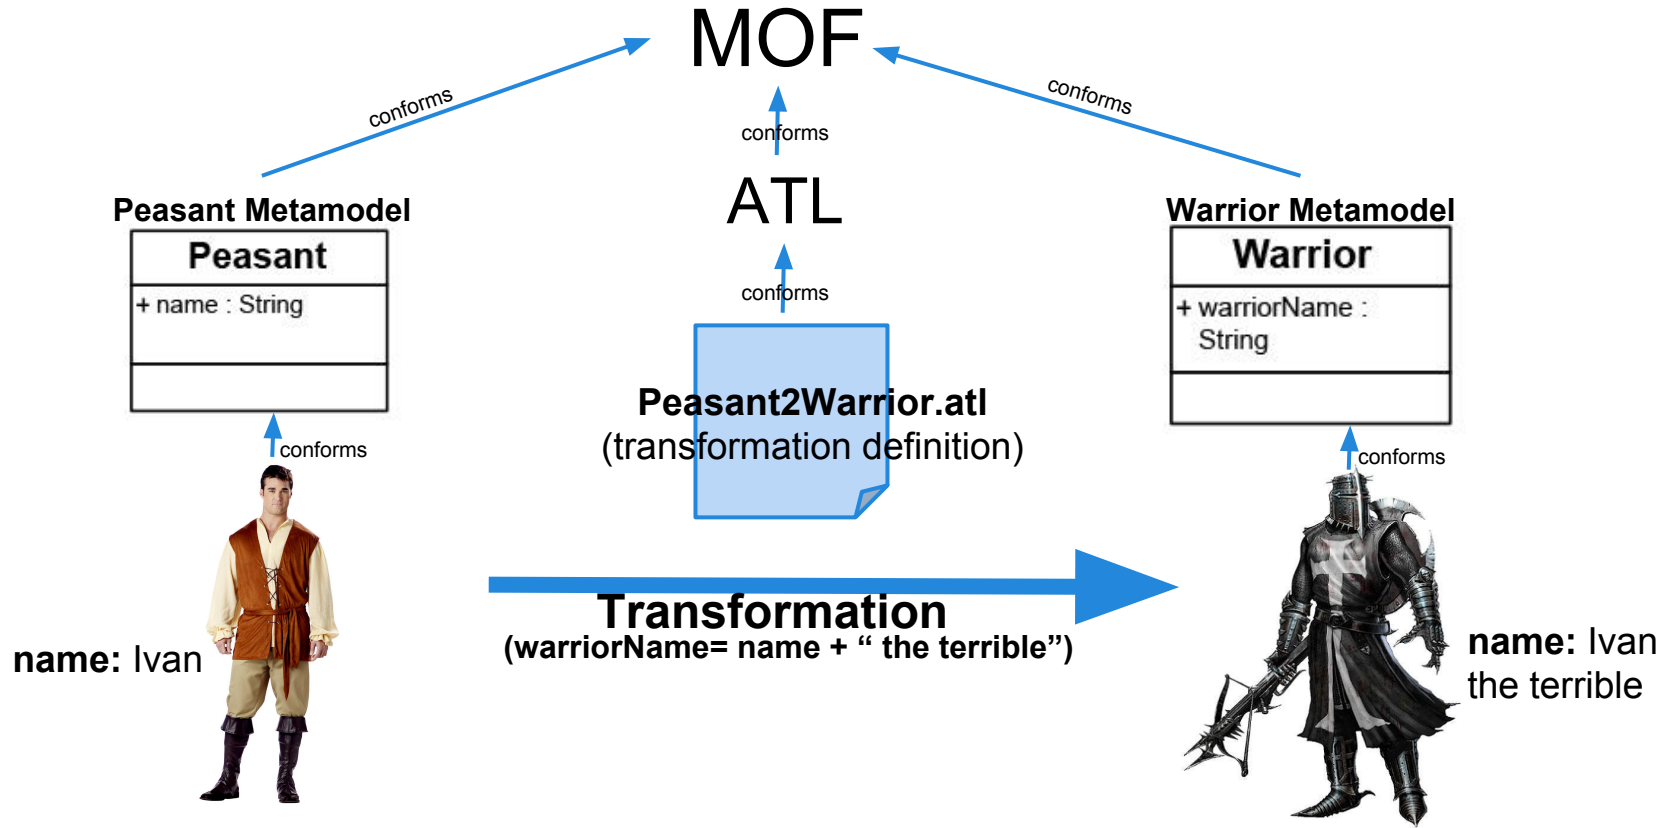 MOF
conforms
conforms
conforms
ATL
Peasant Metamodel
Warrior Metamodel
Peasant
+ name : String
conforms
Warrior
+ warriorName :
String
Peasant2Warrior.atl
(transformation definition)
conforms
conforms
Transformation
(warriorName= name + “ the terrible”)
name: Ivan
name: Ivan
the terrible